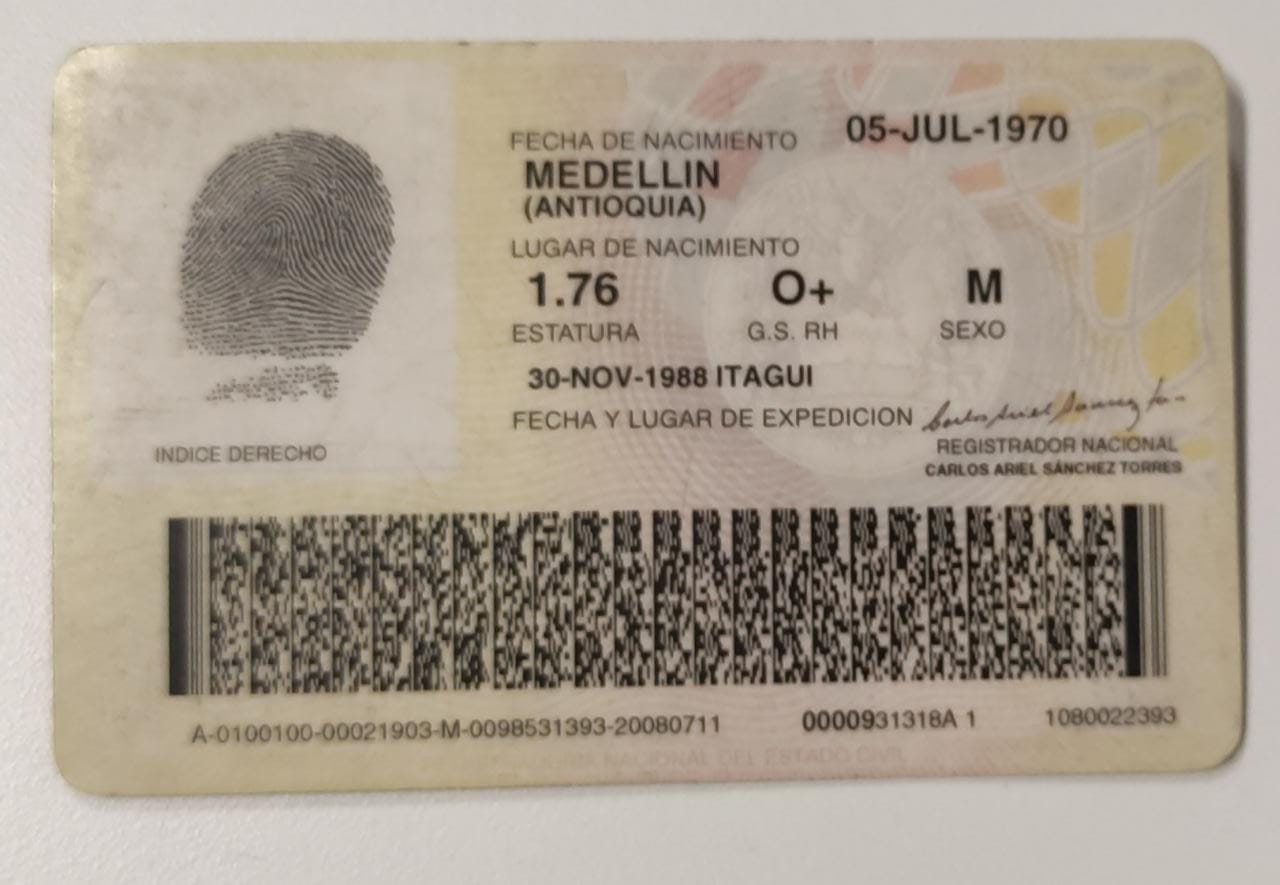 FECHA DE NACIMIENTO 05-JUL-1970
MEDELLIN
(ANTIOQUIA)
LUGAR DE NACIMIENTO
1.76 O+ M
ESTATURA G.S. RH SEXO
30-NOV-1988 ITAGUI
FECHA Y LUGAR DE EXPEDICION
REGISTRADOR NACIONAL
CARLOS ARIEL SÁNCHEZ TORRES
INDICE DERECHO
A-0100100-00021903-M-0098531393-20080711 0000931318A 1 1080022393
NACIONAL DEL ESTADO CIVIL